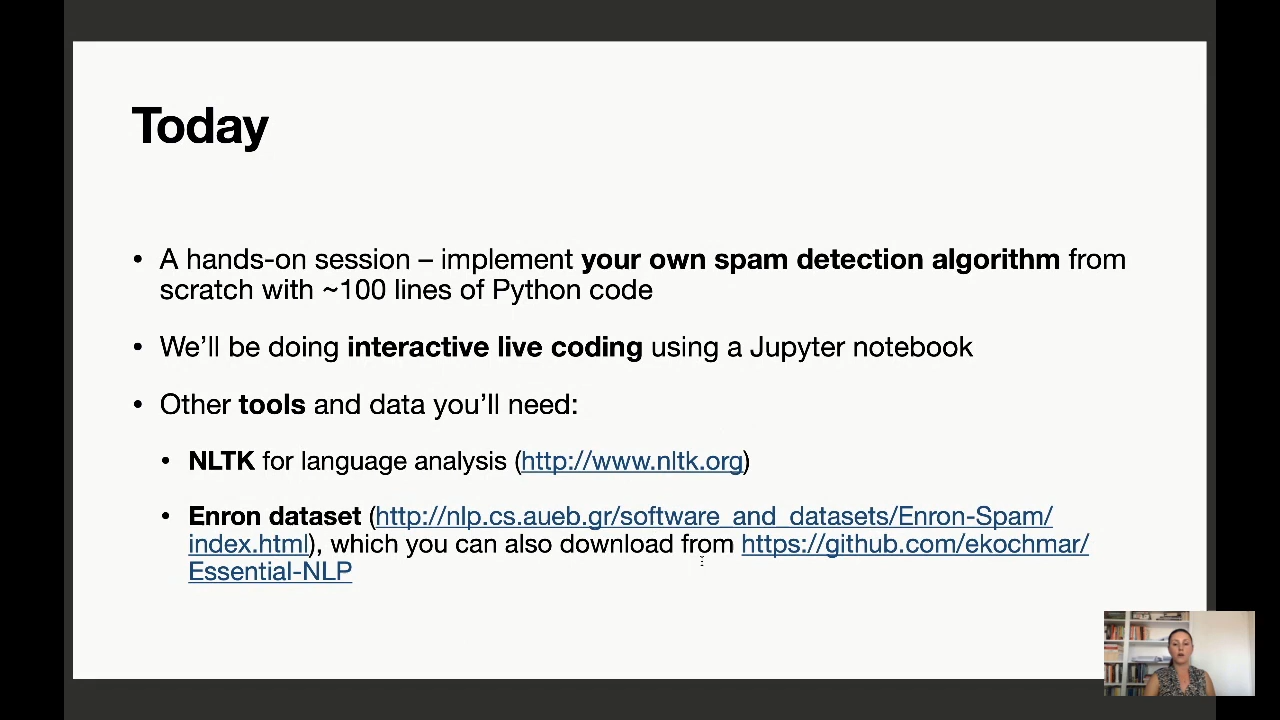 Today
• A hands-on session – implement your own spam detection algorithm from
scratch with ~100 lines of Python code
• We’ll be doing interactive live coding using a Jupyter notebook
• Other tools and data you’ll need:
• NLTK for language analysis (http://www.nltk.org)
• Enron dataset (http://nlp.cs.aueb.gr/software_and_datasets/Enron-Spam/
index.html), which you can also download from https://github.com/ekochmar/
Essential-NLP